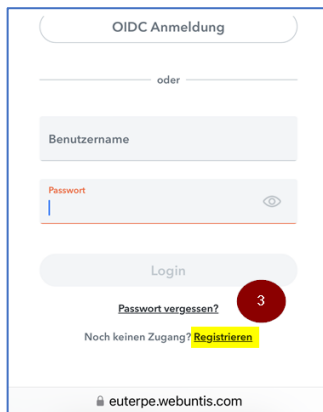 OIDC Anmeldung
oder
Benutzername
Passwort
Login
Passwort vergessen?
3
Noch keinen Zugang? Registrieren
euterpe.webuntis.com